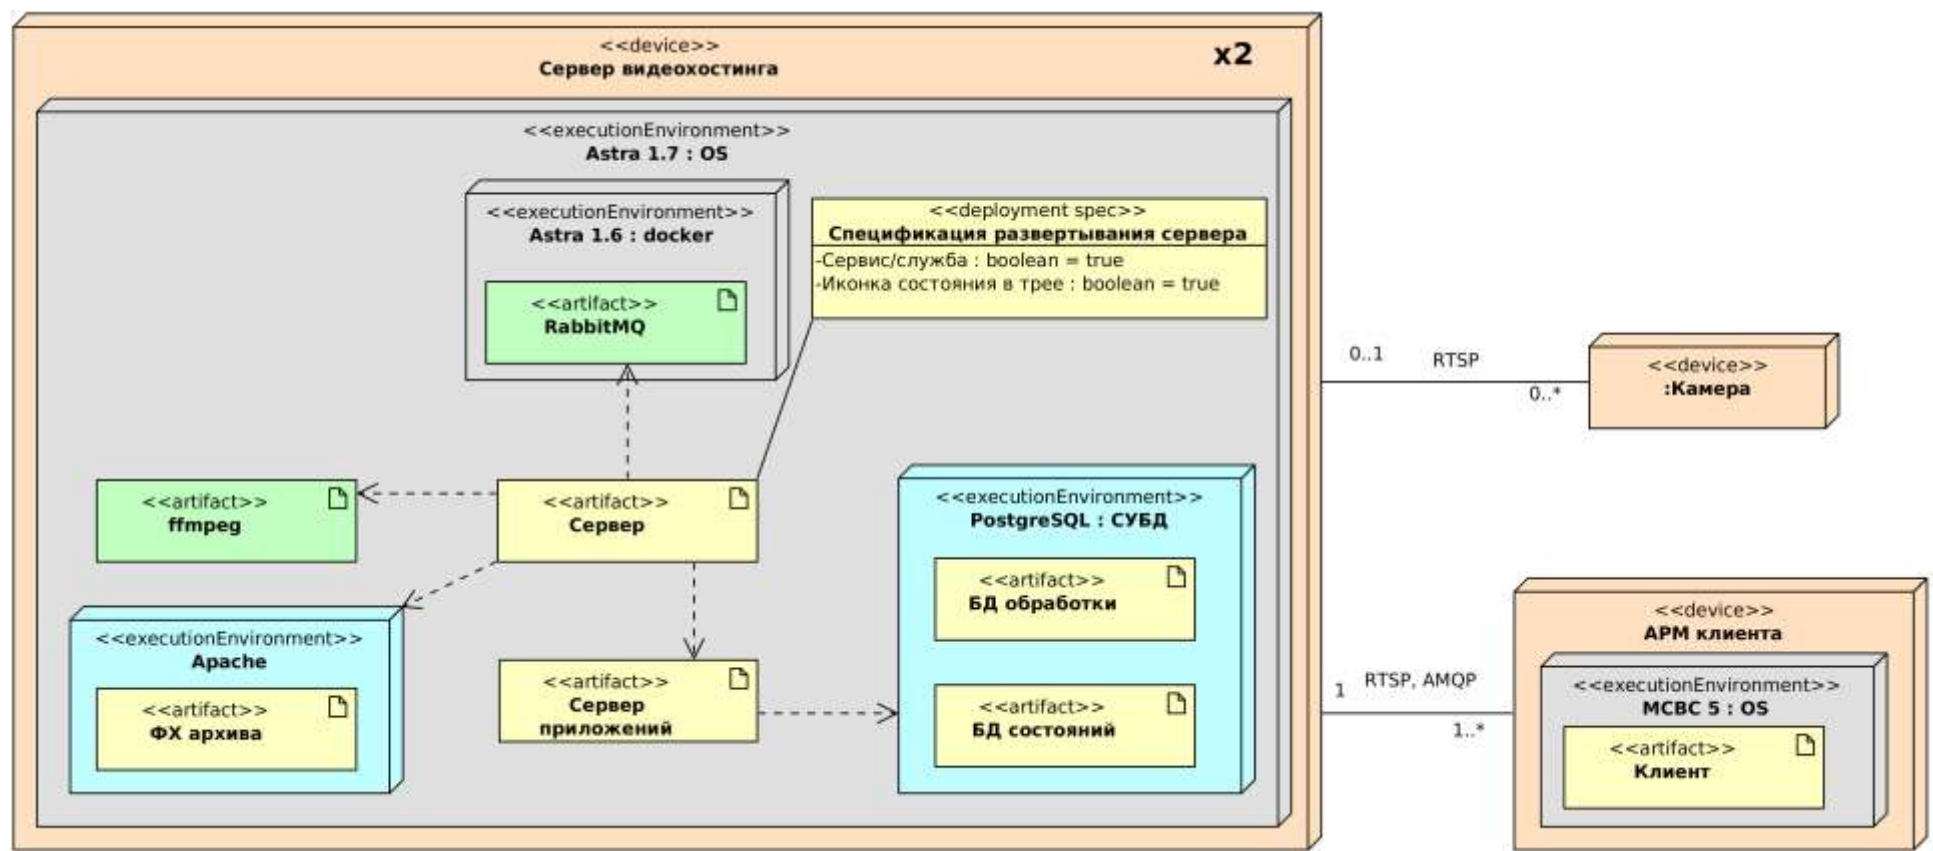 <<device>>
Сервер видеохостинга
x2
<<executionEnvironment>>
Astra 1.7 : OS
<<executionEnvironment>>
Astra 1.6 : docker
<<artifact>>
RabbitMQ
<<deployment spec>>
Спецификация развертывания сервера
-Сервис/служба : boolean = true
-Иконка состояния в трее : boolean = true
<<artifact>>
ffmpeg
<<artifact>>
Сервер
<<executionEnvironment>>
PostgreSQL : СУБД
<<artifact>>
БД обработки
<<artifact>>
БД состояний
<<executionEnvironment>>
Apache
<<artifact>>
ФХ архива
<<artifact>>
Сервер
приложений
0..1
RTSP
0..*
<<device>>
:Камера
1
RTSP, AMQP
1..*
<<device>>
АРМ клиента
<<executionEnvironment>>
МСВС 5 : OS
<<artifact>>
Клиент